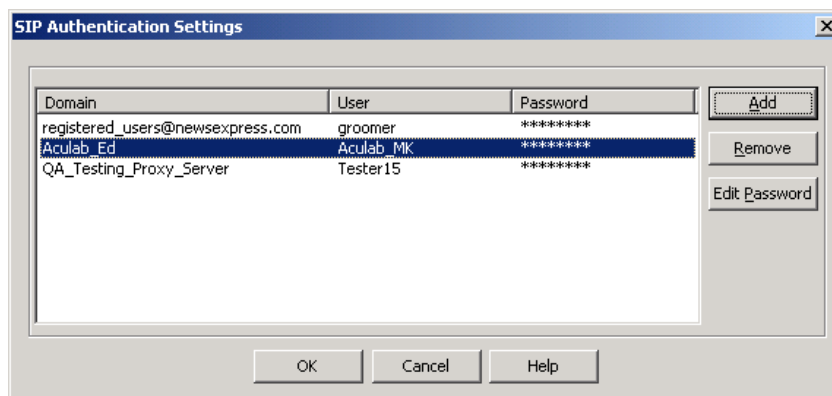 SIP Authentication Settings
Domain User Password
registered_users@newsexpress.com groomer ********
Aculab_Ed Aculab_MK ********
QA_Testing_Proxy_Server Tester15 ********
Add
Remove
Edit Password
OK Cancel Help